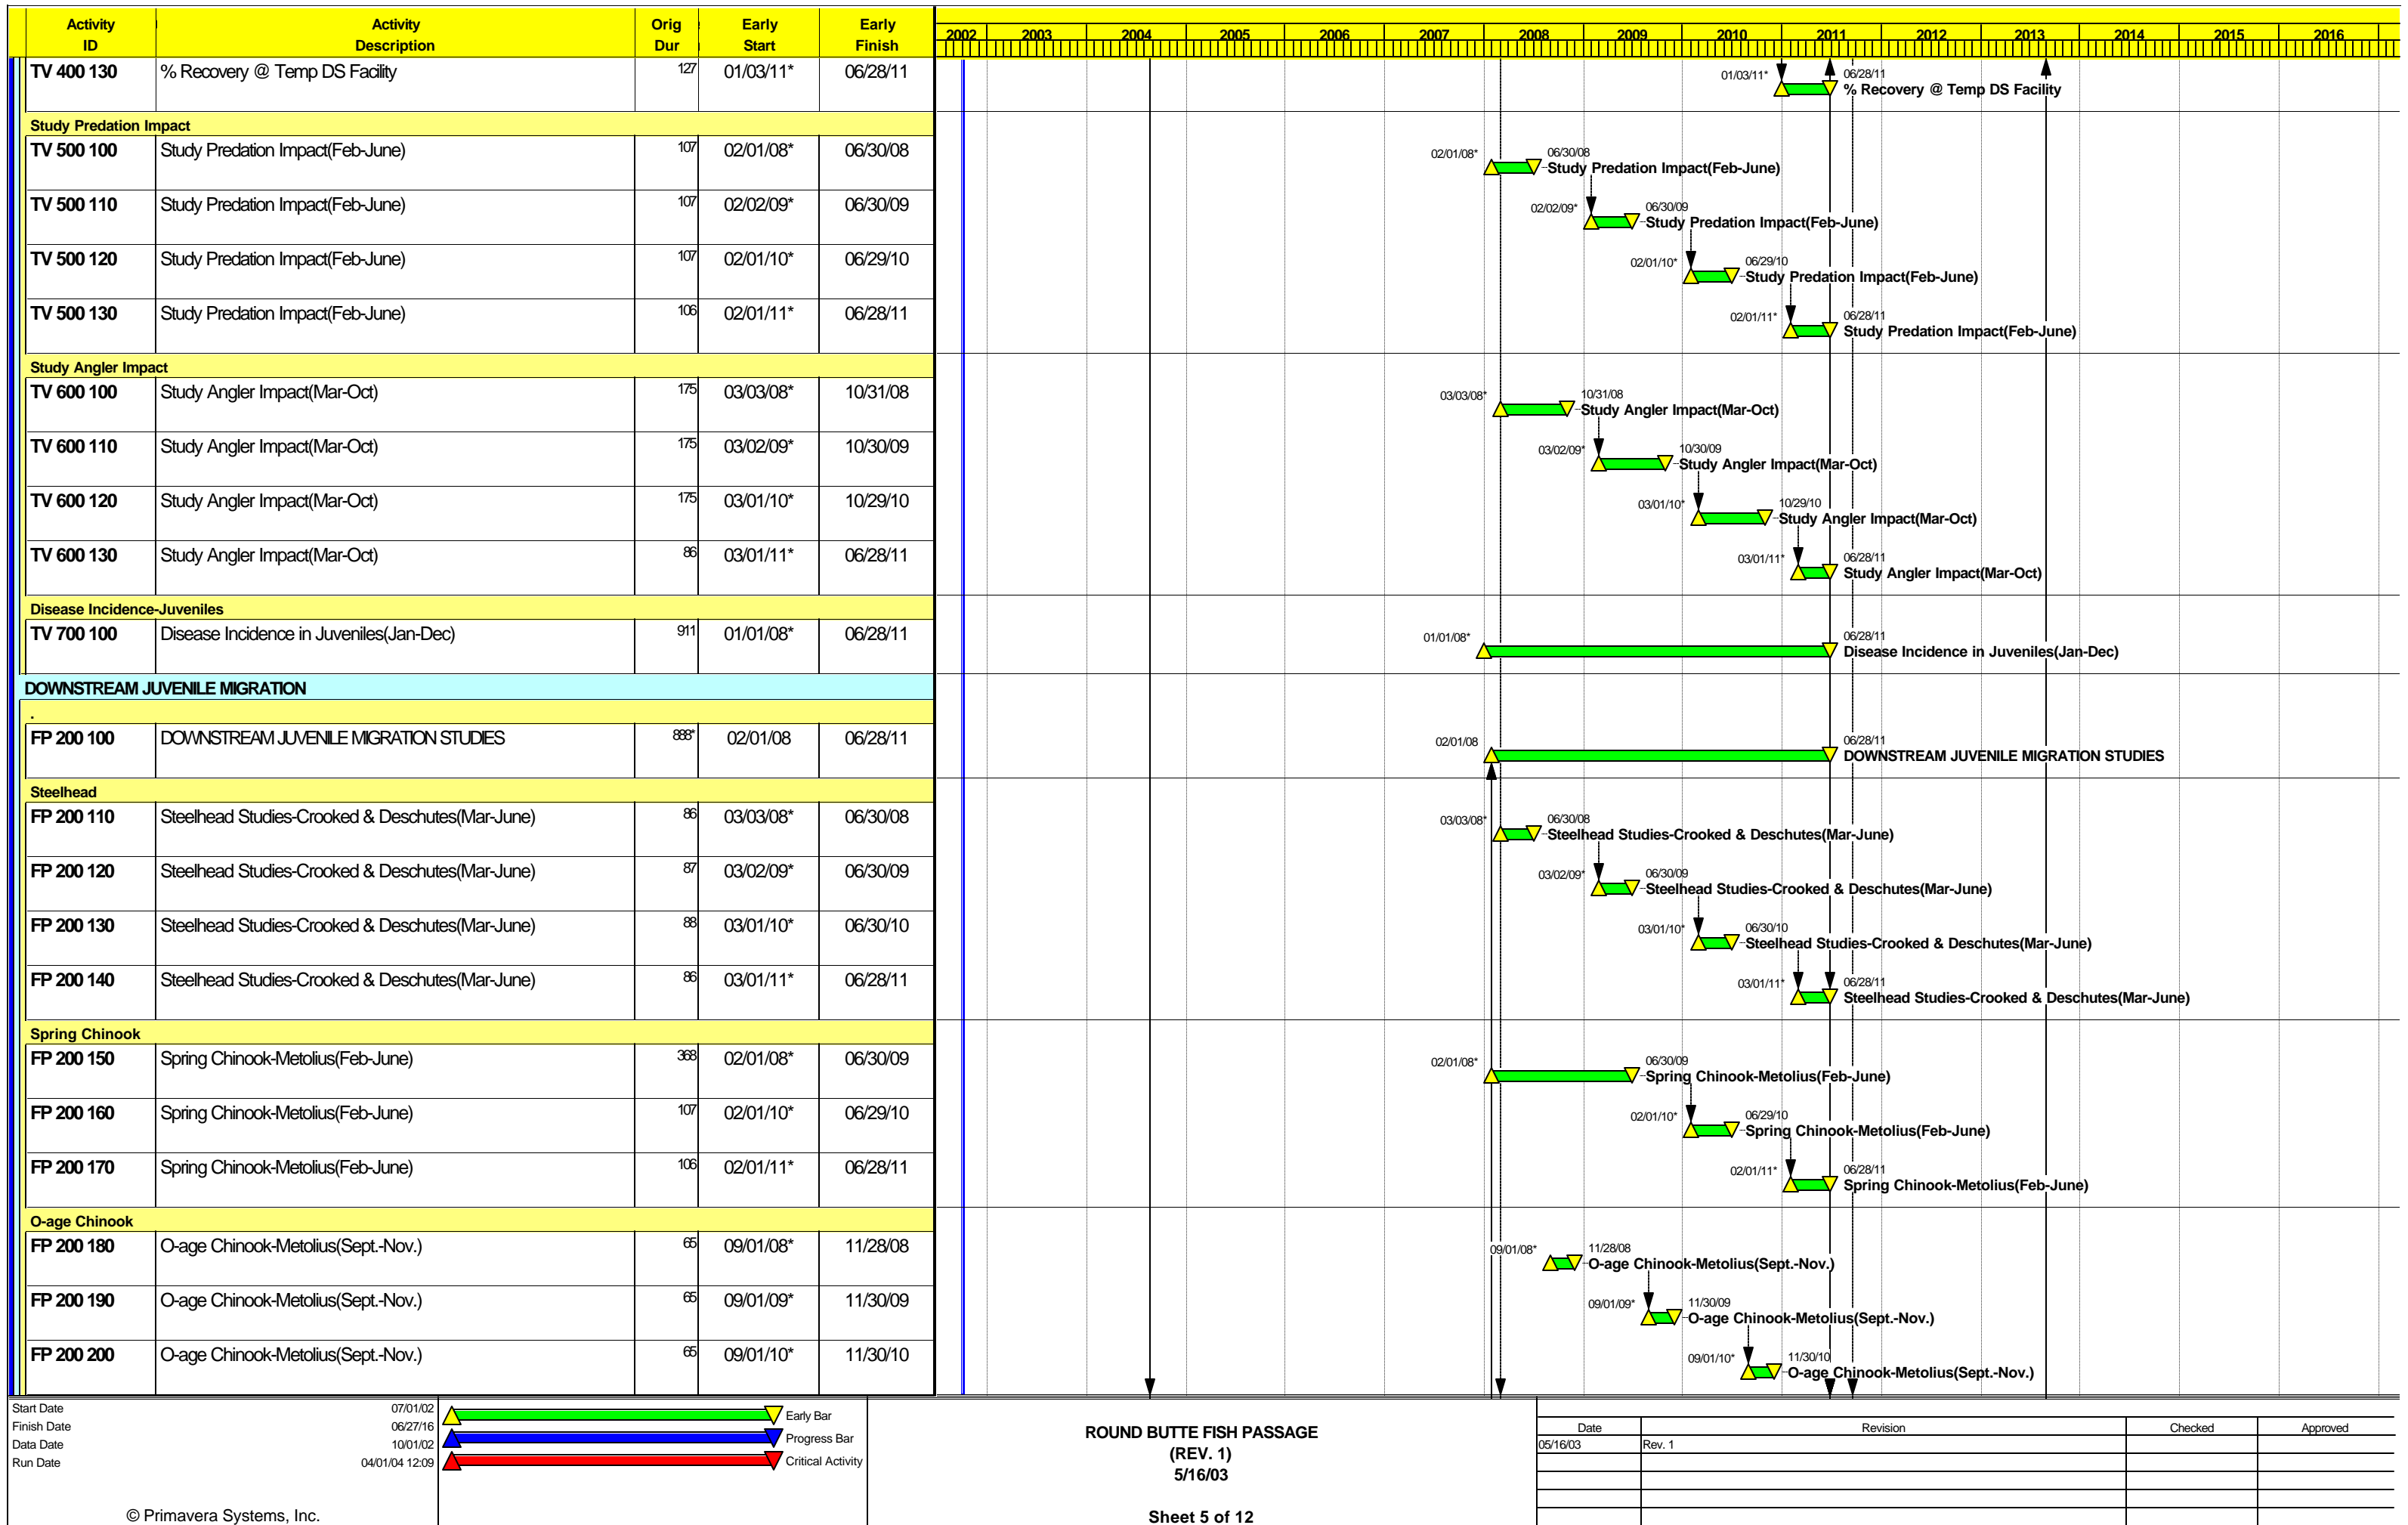 Activity ID Activity Description Orig Dur Early Start Early Finish 2002 2003 2004 2005 2006 2007 2008 2009 2010 2011 2012 2013 2014 2015 2016
TV 400 130 % Recovery @ Temp DS Facility 127 01/03/11* 06/28/11 01/03/11* 06/28/11 % Recovery @ Temp DS Facility
Study Predation Impact
TV 500 100 Study Predation Impact(Feb-June) 107 02/01/08* 06/30/08 02/01/08* 06/30/08 Study Predation Impact(Feb-June)
TV 500 110 Study Predation Impact(Feb-June) 107 02/02/09* 06/30/09 02/02/09* 06/30/09 Study Predation Impact(Feb-June)
TV 500 120 Study Predation Impact(Feb-June) 107 02/01/10* 06/29/10 02/01/10* 06/29/10 Study Predation Impact(Feb-June)
TV 500 130 Study Predation Impact(Feb-June) 106 02/01/11* 06/28/11 02/01/11* 06/28/11 Study Predation Impact(Feb-June)
Study Angler Impact
TV 600 100 Study Angler Impact(Mar-Oct) 175 03/03/08* 10/31/08 03/03/08* 10/31/08 Study Angler Impact(Mar-Oct)
TV 600 110 Study Angler Impact(Mar-Oct) 175 03/02/09* 10/30/09 03/02/09* 10/30/09 Study Angler Impact(Mar-Oct)
TV 600 120 Study Angler Impact(Mar-Oct) 175 03/01/10* 10/29/10 03/01/10* 10/29/10 Study Angler Impact(Mar-Oct)
TV 600 130 Study Angler Impact(Mar-Oct) 86 03/01/11* 06/28/11 03/01/11* 06/28/11 Study Angler Impact(Mar-Oct)
Disease Incidence-Juveniles
TV 700 100 Disease Incidence in Juveniles(Jan-Dec) 911 01/01/08* 06/28/11 01/01/08* 06/28/11 Disease Incidence in Juveniles(Jan-Dec)
DOWNSTREAM JUVENILE MIGRATION
.
FP 200 100 DOWNSTREAM JUVENILE MIGRATION STUDIES 888* 02/01/08 06/28/11 02/01/08 06/28/11 DOWNSTREAM JUVENILE MIGRATION STUDIES
Steelhead
FP 200 110 Steelhead Studies-Crooked & Deschutes(Mar-June) 86 03/03/08* 06/30/08 03/03/08* 06/30/08 Steelhead Studies-Crooked & Deschutes(Mar-June)
FP 200 120 Steelhead Studies-Crooked & Deschutes(Mar-June) 87 03/02/09* 06/30/09 03/02/09* 06/30/09 Steelhead Studies-Crooked & Deschutes(Mar-June)
FP 200 130 Steelhead Studies-Crooked & Deschutes(Mar-June) 88 03/01/10* 06/30/10 03/01/10* 06/30/10 Steelhead Studies-Crooked & Deschutes(Mar-June)
FP 200 140 Steelhead Studies-Crooked & Deschutes(Mar-June) 86 03/01/11* 06/28/11 03/01/11* 06/28/11 Steelhead Studies-Crooked & Deschutes(Mar-June)
Spring Chinook
FP 200 150 Spring Chinook-Metolius(Feb-June) 368 02/01/08* 06/30/09 02/01/08* 06/30/09 Spring Chinook-Metolius(Feb-June)
FP 200 160 Spring Chinook-Metolius(Feb-June) 107 02/01/10* 06/29/10 02/01/10* 06/29/10 Spring Chinook-Metolius(Feb-June)
FP 200 170 Spring Chinook-Metolius(Feb-June) 106 02/01/11* 06/28/11 02/01/11* 06/28/11 Spring Chinook-Metolius(Feb-June)
O-age Chinook
FP 200 180 O-age Chinook-Metolius(Sept.-Nov.) 65 09/01/08* 11/28/08 09/01/08* 11/28/08 O-age Chinook-Metolius(Sept.-Nov.)
FP 200 190 O-age Chinook-Metolius(Sept.-Nov.) 65 09/01/09* 11/30/09 09/01/09* 11/30/09 O-age Chinook-Metolius(Sept.-Nov.)
FP 200 200 O-age Chinook-Metolius(Sept.-Nov.) 65 09/01/10* 11/30/10 09/01/10* 11/30/10 O-age Chinook-Metolius(Sept.-Nov.)
Start Date 07/01/02
Finish Date 06/27/16
Data Date 10/01/02
Run Date 04/01/04 12:09
© Primavera Systems, Inc.
Early Bar
Progress Bar
Critical Activity
ROUND BUTTE FISH PASSAGE
(REV. 1)
5/16/03
Sheet 5 of 12
Date Revision Checked Approved
05/16/03 Rev. 1